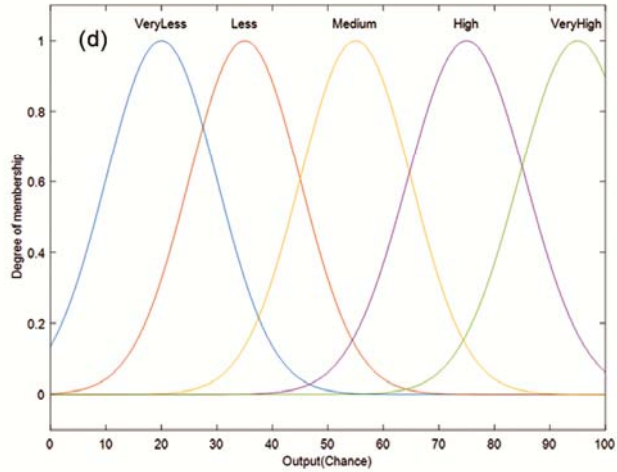 (d)
VeryLess Less Medium High VeryHigh
1
0.8
0.6
0.4
0.2
0
Degree of membership
0 10 20 30 40 50 60 70 80 90 100
Output(Chance)